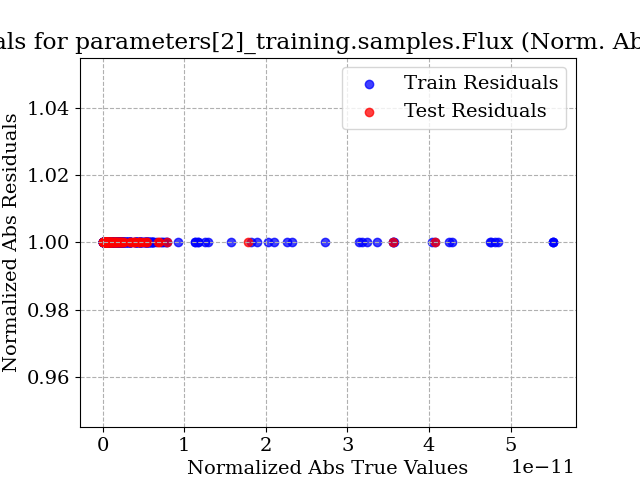 als for parameters[2]_training.samples.Flux (Norm. Ab
Train Residuals
Test Residuals
Normalized Abs Residuals
1.04
1.02
1.00
0.98
0.96
0 1 2 3 4 5
1e−11
Normalized Abs True Values